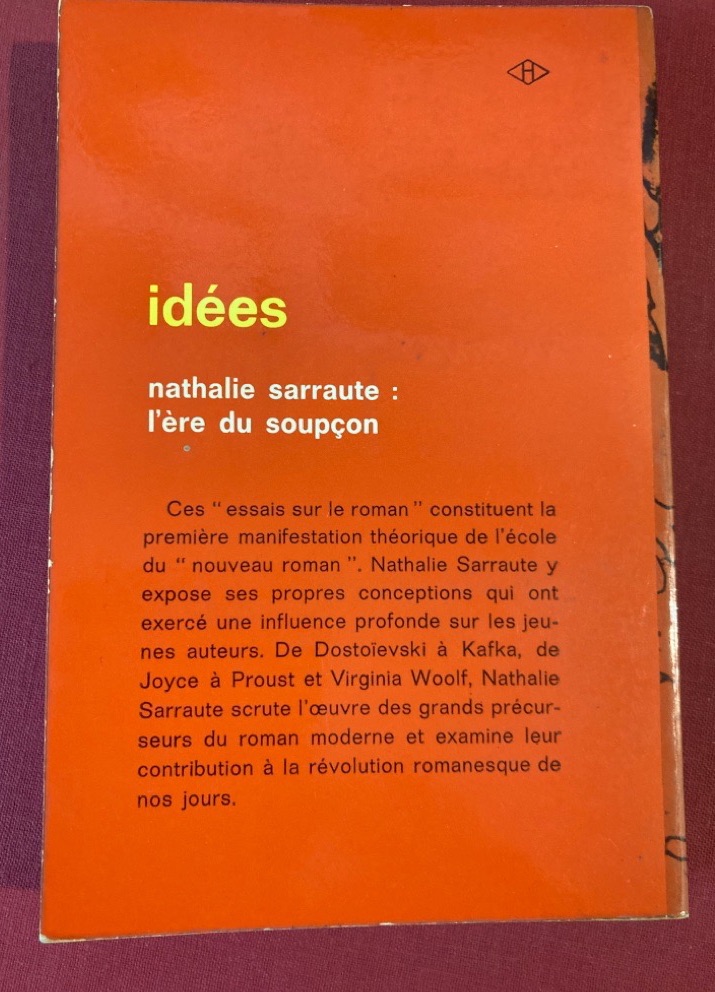 H
idées
nathalie sarraute :
l'ère du soupçon
Ces " essais sur le roman " constituent la
première manifestation théorique de l'école
du " nouveau roman ". Nathalie Sarraute y
expose ses propres conceptions qui ont
exercé une influence profonde sur les jeu-
nes auteurs. De Dostoïevski à Kafka, de
Joyce à Proust et Virginia Woolf, Nathalie
Sarraute scrute l'œuvre des grands précur-
seurs du roman moderne et examine leur
contribution à la révolution romanesque de
nos jours.